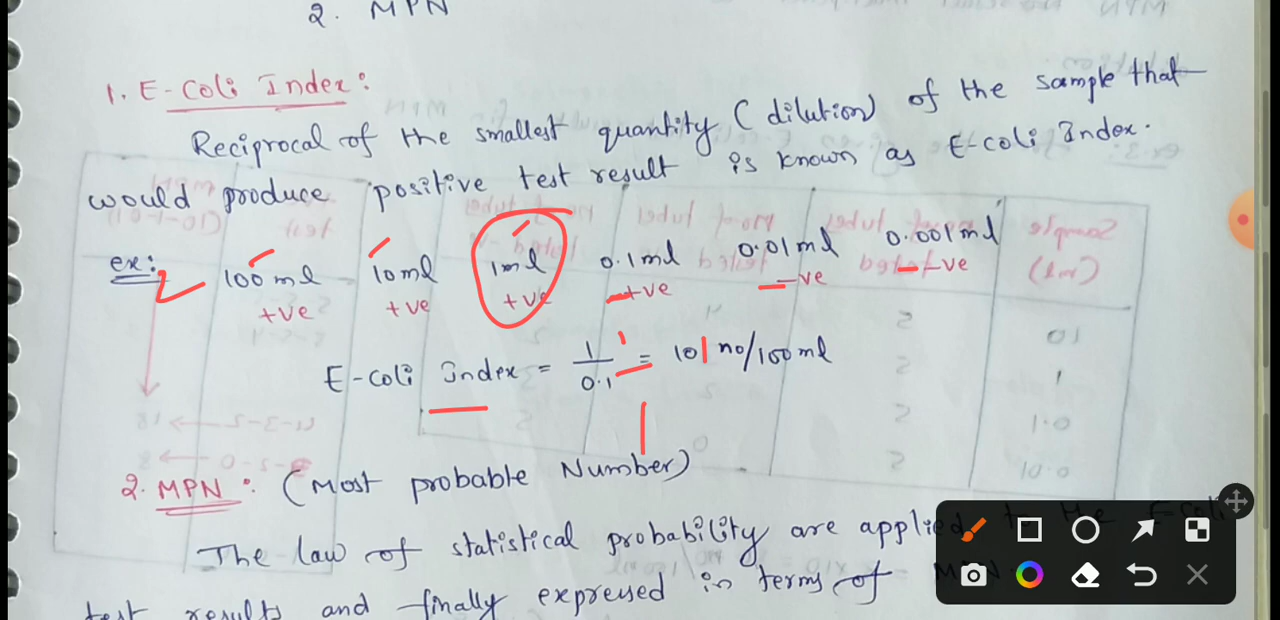 2. MPN
1. E-Coli Index:
Reciprocal of the smallest quantity (dilution) of the sample that
would produce positive test result is known as E-coli Index.
ex: 100 ml 10 ml 1 ml 0.1 ml 0.01 ml 0.001 ml
+ve +ve +ve +ve -ve -ve
E-Coli Index = 1/0.1 = 10 no/100 ml
2. MPN: (Most probable Number)
The law of statistical probability are applied to the E-Coli
test results and finally expressed in terms of MPN